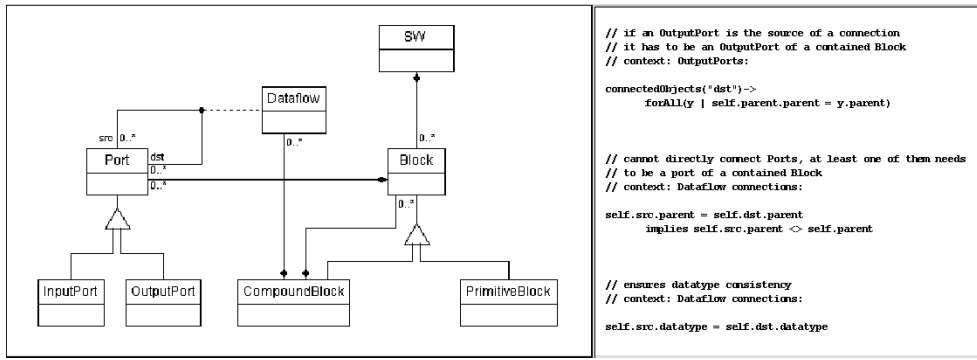 SW
Dataflow
src 0..*
0..*
0..*
Port
dst
0..*
0..*
Block
0..*
InputPort
OutputPort
CompoundBlock
PrimitiveBlock
// if an OutputPort is the source of a connection
// it has to be an OutputPort of a contained Block
// context: OutputPorts:
connectedObjects("dst")->
forAll(y | self.parent.parent = y.parent)
// cannot directly connect Ports, at least one of them needs
// to be a port of a contained Block
// context: Dataflow connections:
self.src.parent = self.dst.parent
implies self.src.parent <> self.parent
// ensures datatype consistency
// context: Dataflow connections:
self.src.datatype = self.dst.datatype